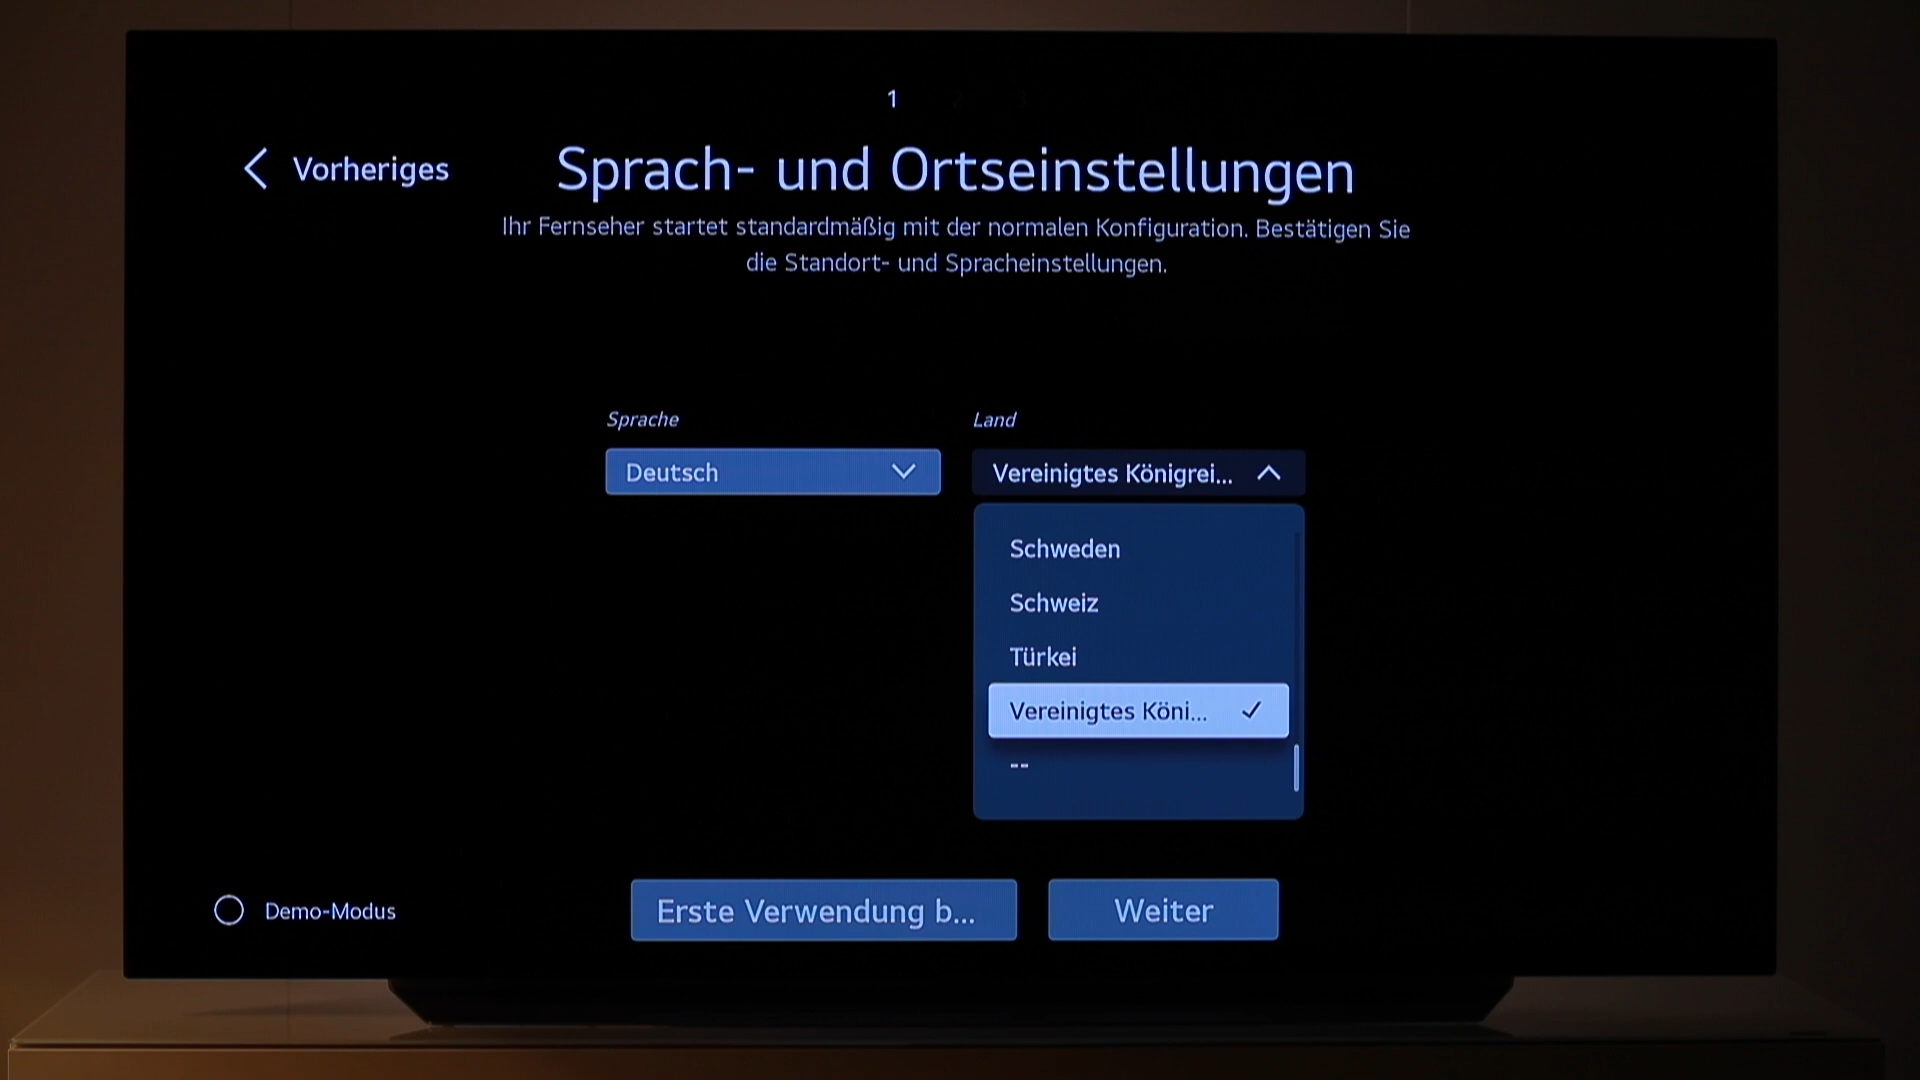 1
Vorheriges
Sprach- und Ortseinstellungen
Ihr Fernseher startet standardmäßig mit der normalen Konfiguration. Bestätigen Sie
die Standort- und Spracheinstellungen.
Sprache
Land
Deutsch
Vereinigtes Königrei...
Schweden
Schweiz
Türkei
Vereinigtes Köni...
--
Demo-Modus
Erste Verwendung b...
Weiter